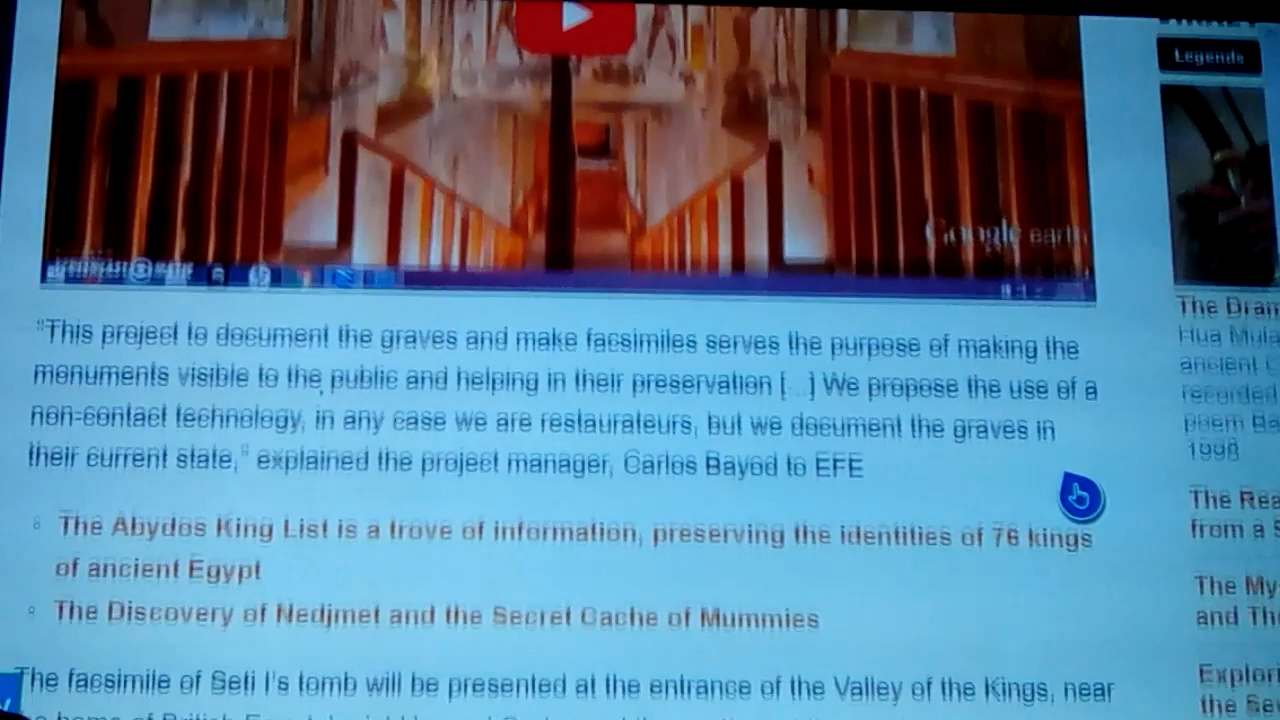 Legends
Google earth
"This project to document the graves and make facsimiles serves the purpose of making the
monuments visible to the public and helping in their preservation [...] We propose the use of a
non-contact technology, in any case we are restaurateurs, but we document the graves in
their current state," explained the project manager, Carlos Bayod to EFE
The Abydos King List is a trove of information, preserving the identities of 76 kings
of ancient Egypt
The Discovery of Nedjmet and the Secret Cache of Mummies
The facsimile of Seti I's tomb will be presented at the entrance of the Valley of the Kings, near
home of British
Hua
ancient
recorded
poem
1998
The
from a
The My
and
the